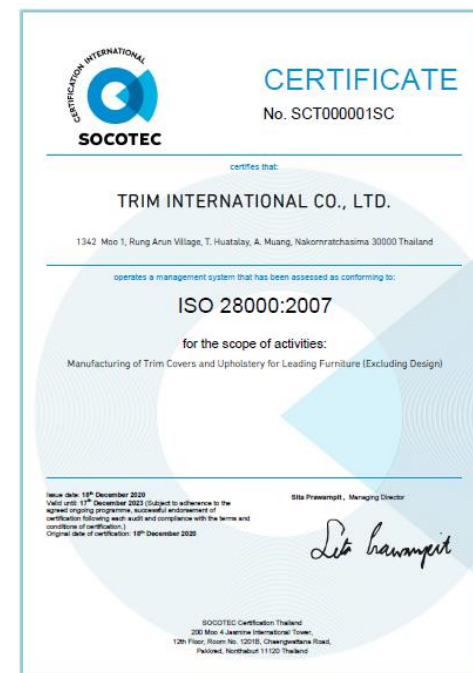 CERTIFICATION INTERNATIONAL
SOCOTEC
CERTIFICATE
No. SCT000001SC
certifies that:
TRIM INTERNATIONAL CO., LTD.
1342 Moo 1, Rung Arun Village, T. Huatalay, A. Muang, Nakornratchasima 30000 Thailand
operates a management system that has been assessed as conforming to:
ISO 28000:2007
for the scope of activities:
Manufacturing of Trim Covers and Upholstery for Leading Furniture (Excluding Design)
Issue date: 18th December 2020
Valid until: 17th December 2023 (Subject to adherence to the
agreed ongoing programme, successful endorsement of
certification following each audit and compliance with the terms and
conditions of certification.)
Original date of certification: 18th December 2020
Sita Prawampit, Managing Director
Sita Prawampit
SOCOTEC Certification Thailand
200 Moo 4 Jasmine International Tower,
12th Floor, Room No. 1201B, Chaengwattana Road,
Pakkred, Nonthaburi 11120 Thailand